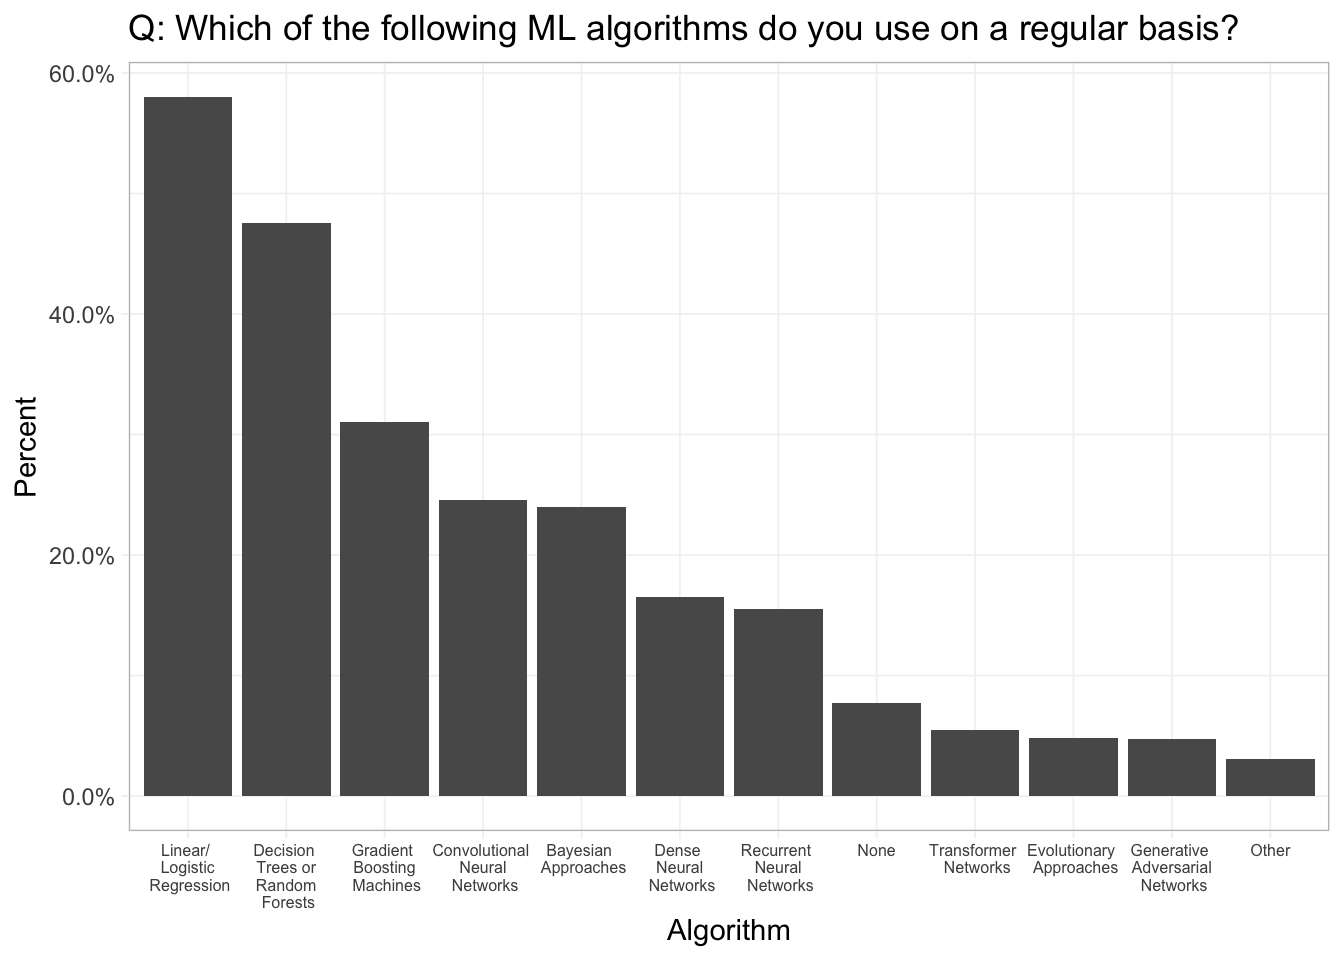 Q: Which of the following ML algorithms do you use on a regular basis?
60.0%
40.0%
20.0%
0.0%
Percent
Linear/
Logistic
Regression
Decision
Trees or
Random
Forests
Gradient
Boosting
Machines
Convolutional
Neural
Networks
Bayesian
Approaches
Dense
Neural
Networks
Recurrent
Neural
Networks
None
Transformer
Networks
Evolutionary
Approaches
Generative
Adversarial
Networks
Other
Algorithm